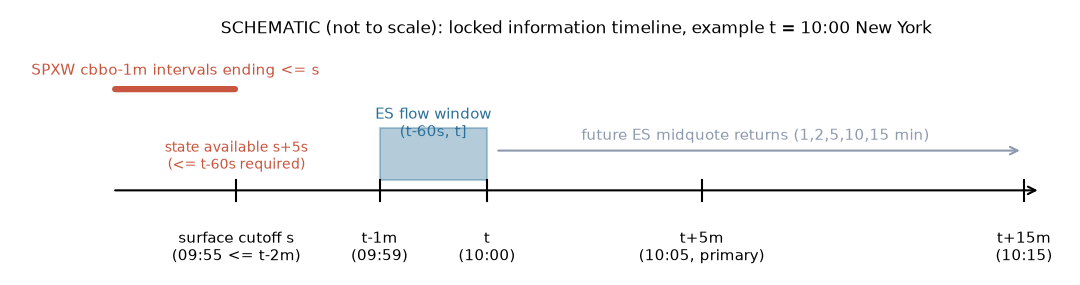 SCHEMATIC (not to scale): locked information timeline, example t = 10:00 New York
SPXW cbbo-1m intervals ending <= s
ES flow window
(t-60s, t]
future ES midquote returns (1,2,5,10,15 min)
state available s+5s
(<= t-60s required)
surface cutoff s
(09:55 <= t-2m)
t-1m
(09:59)
t
(10:00)
t+5m
(10:05, primary)
t+15m
(10:15)